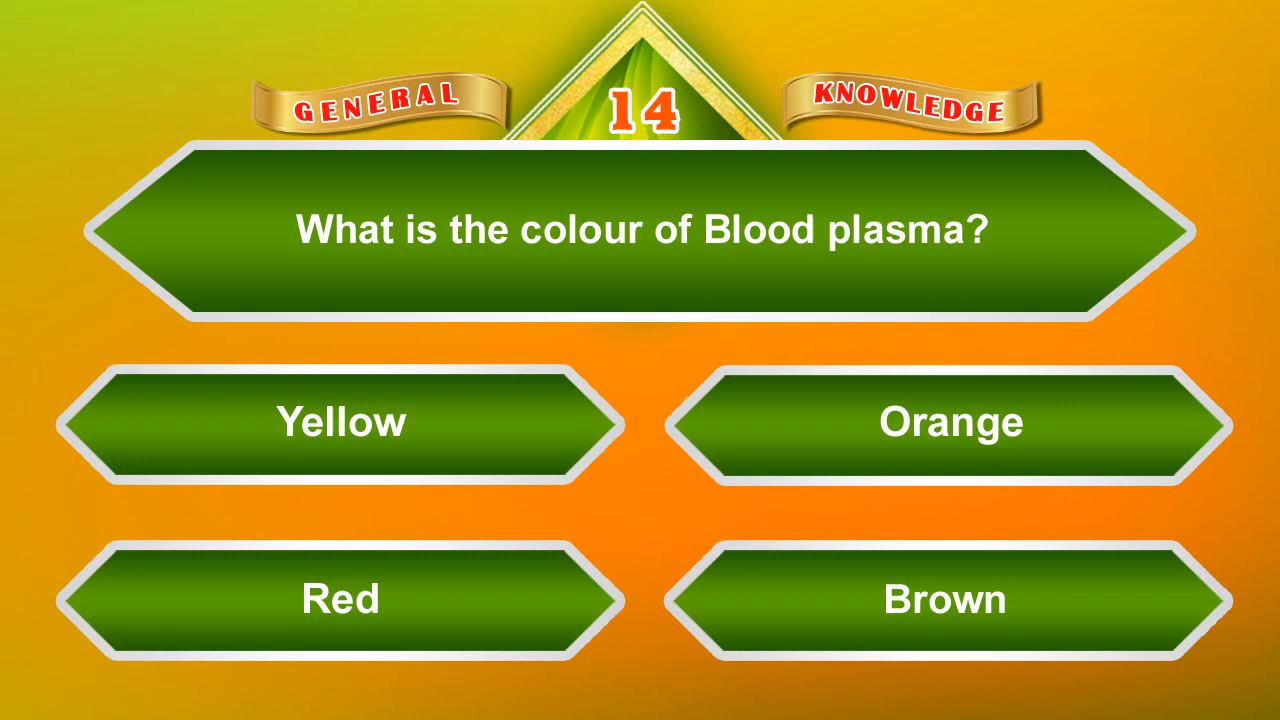 GENERAL
14
KNOWLEDGE
What is the colour of Blood plasma?
Yellow
Orange
Red
Brown